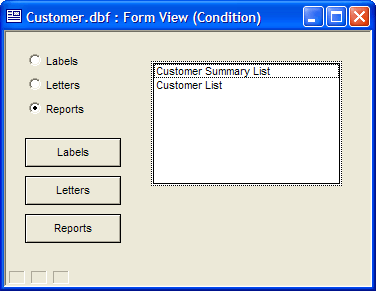 Customer.dbf : Form View (Condition)
Labels
Letters
Reports
Customer Summary List
Customer List
Labels
Letters
Reports